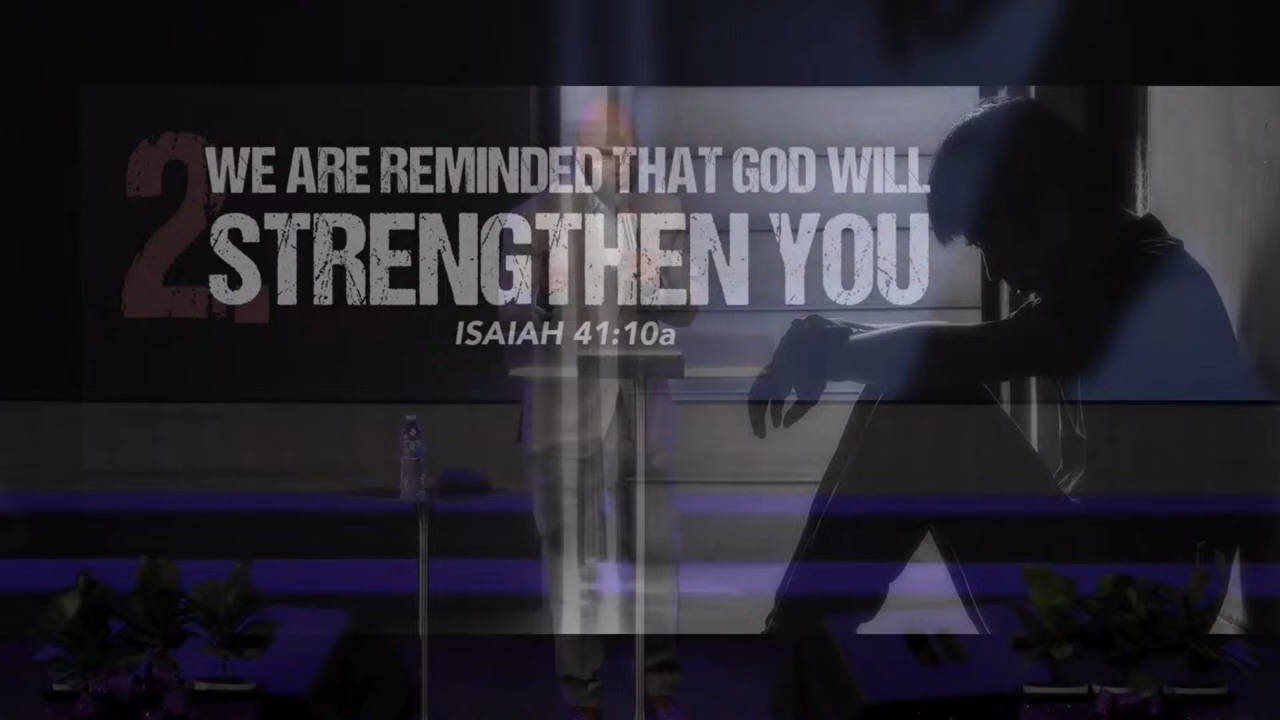 2. WE ARE REMINDED THAT GOD WILL
STRENGTHEN YOU
ISAIAH 41:10a